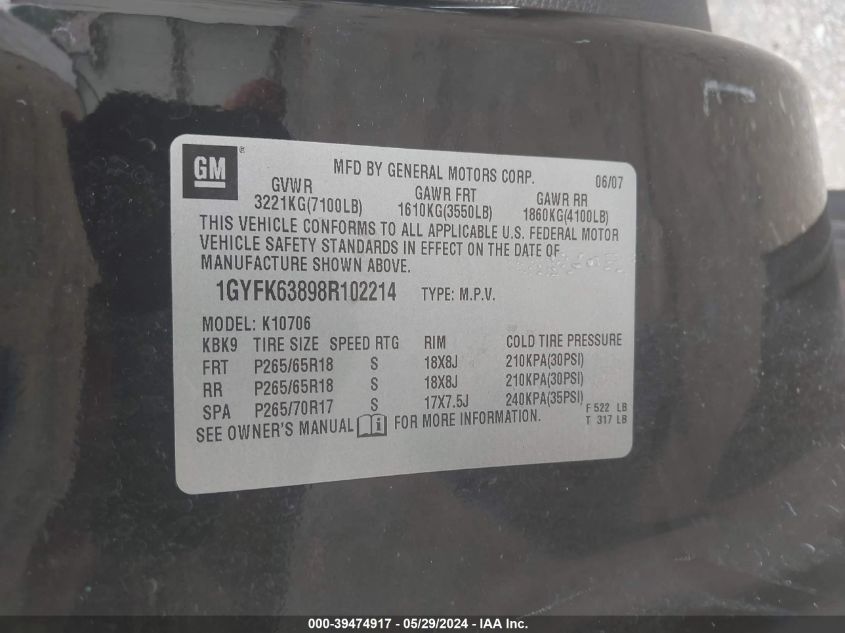 GM ®
MFD BY GENERAL MOTORS CORP. 06/07
GVWR GAWR FRT GAWR RR
3221KG(7100LB) 1610KG(3550LB) 1860KG(4100LB)
THIS VEHICLE CONFORMS TO ALL APPLICABLE U.S. FEDERAL MOTOR
VEHICLE SAFETY STANDARDS IN EFFECT ON THE DATE OF
MANUFACTURE SHOWN ABOVE.
1GYFK63898R102214 TYPE: M.P.V.
MODEL: K10706
KBK9 TIRE SIZE SPEED RTG RIM COLD TIRE PRESSURE
FRT P265/65R18 S 18X8J 210KPA(30PSI)
RR P265/65R18 S 18X8J 210KPA(30PSI)
SPA P265/70R17 S 17X7.5J 240KPA(35PSI)
F 522 LB
T 317 LB
SEE OWNER'S MANUAL i FOR MORE INFORMATION.
000-39474917 - 05/29/2024 - IAA Inc.